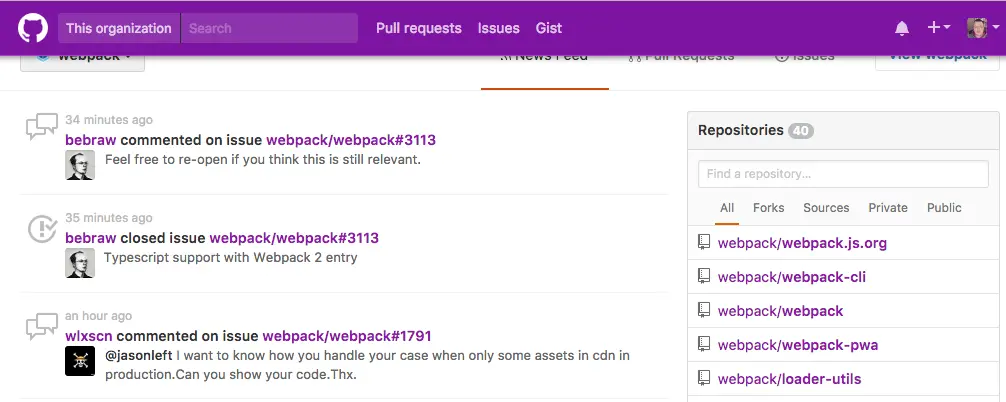 This organization Search Pull requests Issues Gist
webpack News Feed Pull Requests Issues View webpack
34 minutes ago
bebraw commented on issue webpack/webpack#3113
Feel free to re-open if you think this is still relevant.
35 minutes ago
bebraw closed issue webpack/webpack#3113
Typescript support with Webpack 2 entry
an hour ago
wlxscn commented on issue webpack/webpack#1791
@jasonleft I want to know how you handle your case when only some assets in cdn in
production.Can you show your code.Thx.
Repositories 40
Find a repository...
All Forks Sources Private Public
webpack/webpack.js.org
webpack/webpack-cli
webpack/webpack
webpack/webpack-pwa
webpack/loader-utils